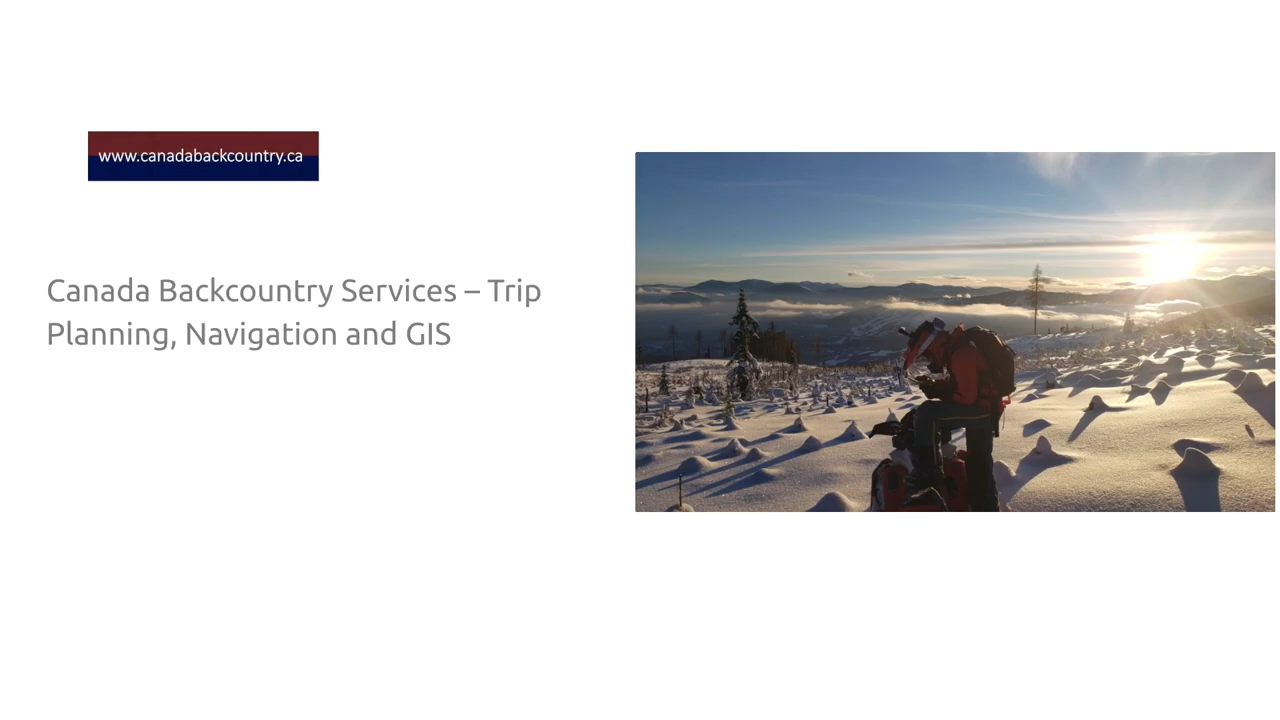 www.canadabackcountry.ca
Canada Backcountry Services – Trip
Planning, Navigation and GIS